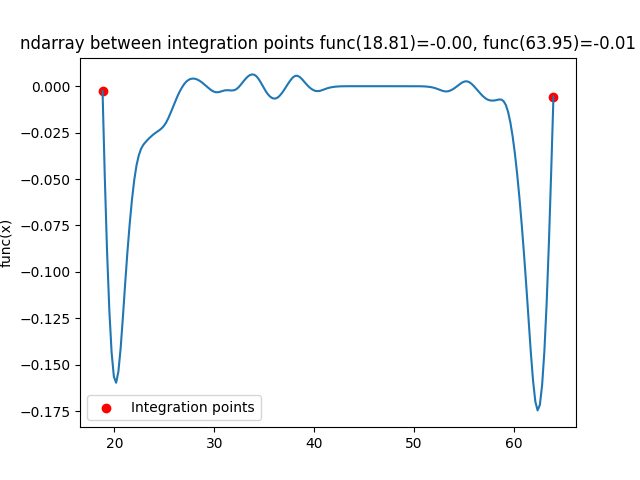 ndarray between integration points func(18.81)=-0.00, func(63.95)=-0.01
0.000
−0.025
−0.050
−0.075
−0.100
−0.125
−0.150
−0.175
func(x)
Integration points
20 30 40 50 60